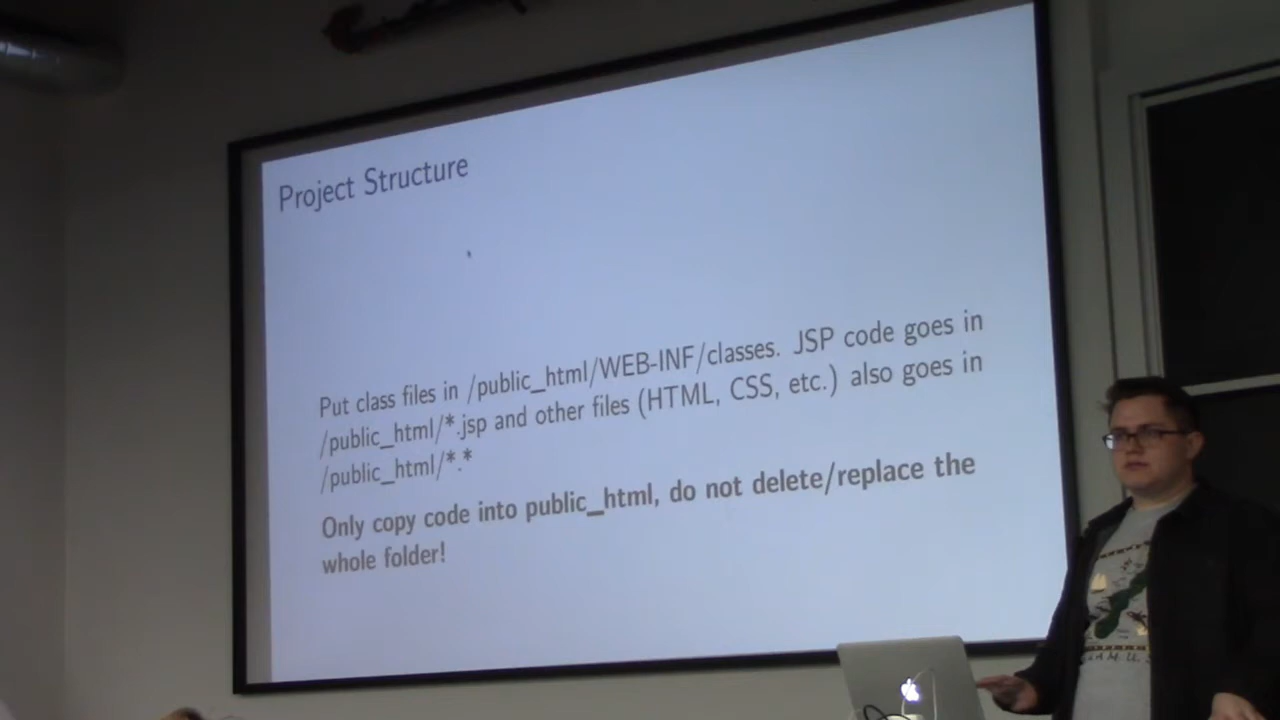 Project Structure
Put class files in /public_html/WEB-INF/classes. JSP code goes in
/public_html/*.jsp and other files (HTML, CSS, etc.) also goes in
/public_html/*.*
Only copy code into public_html, do not delete/replace the
whole folder!